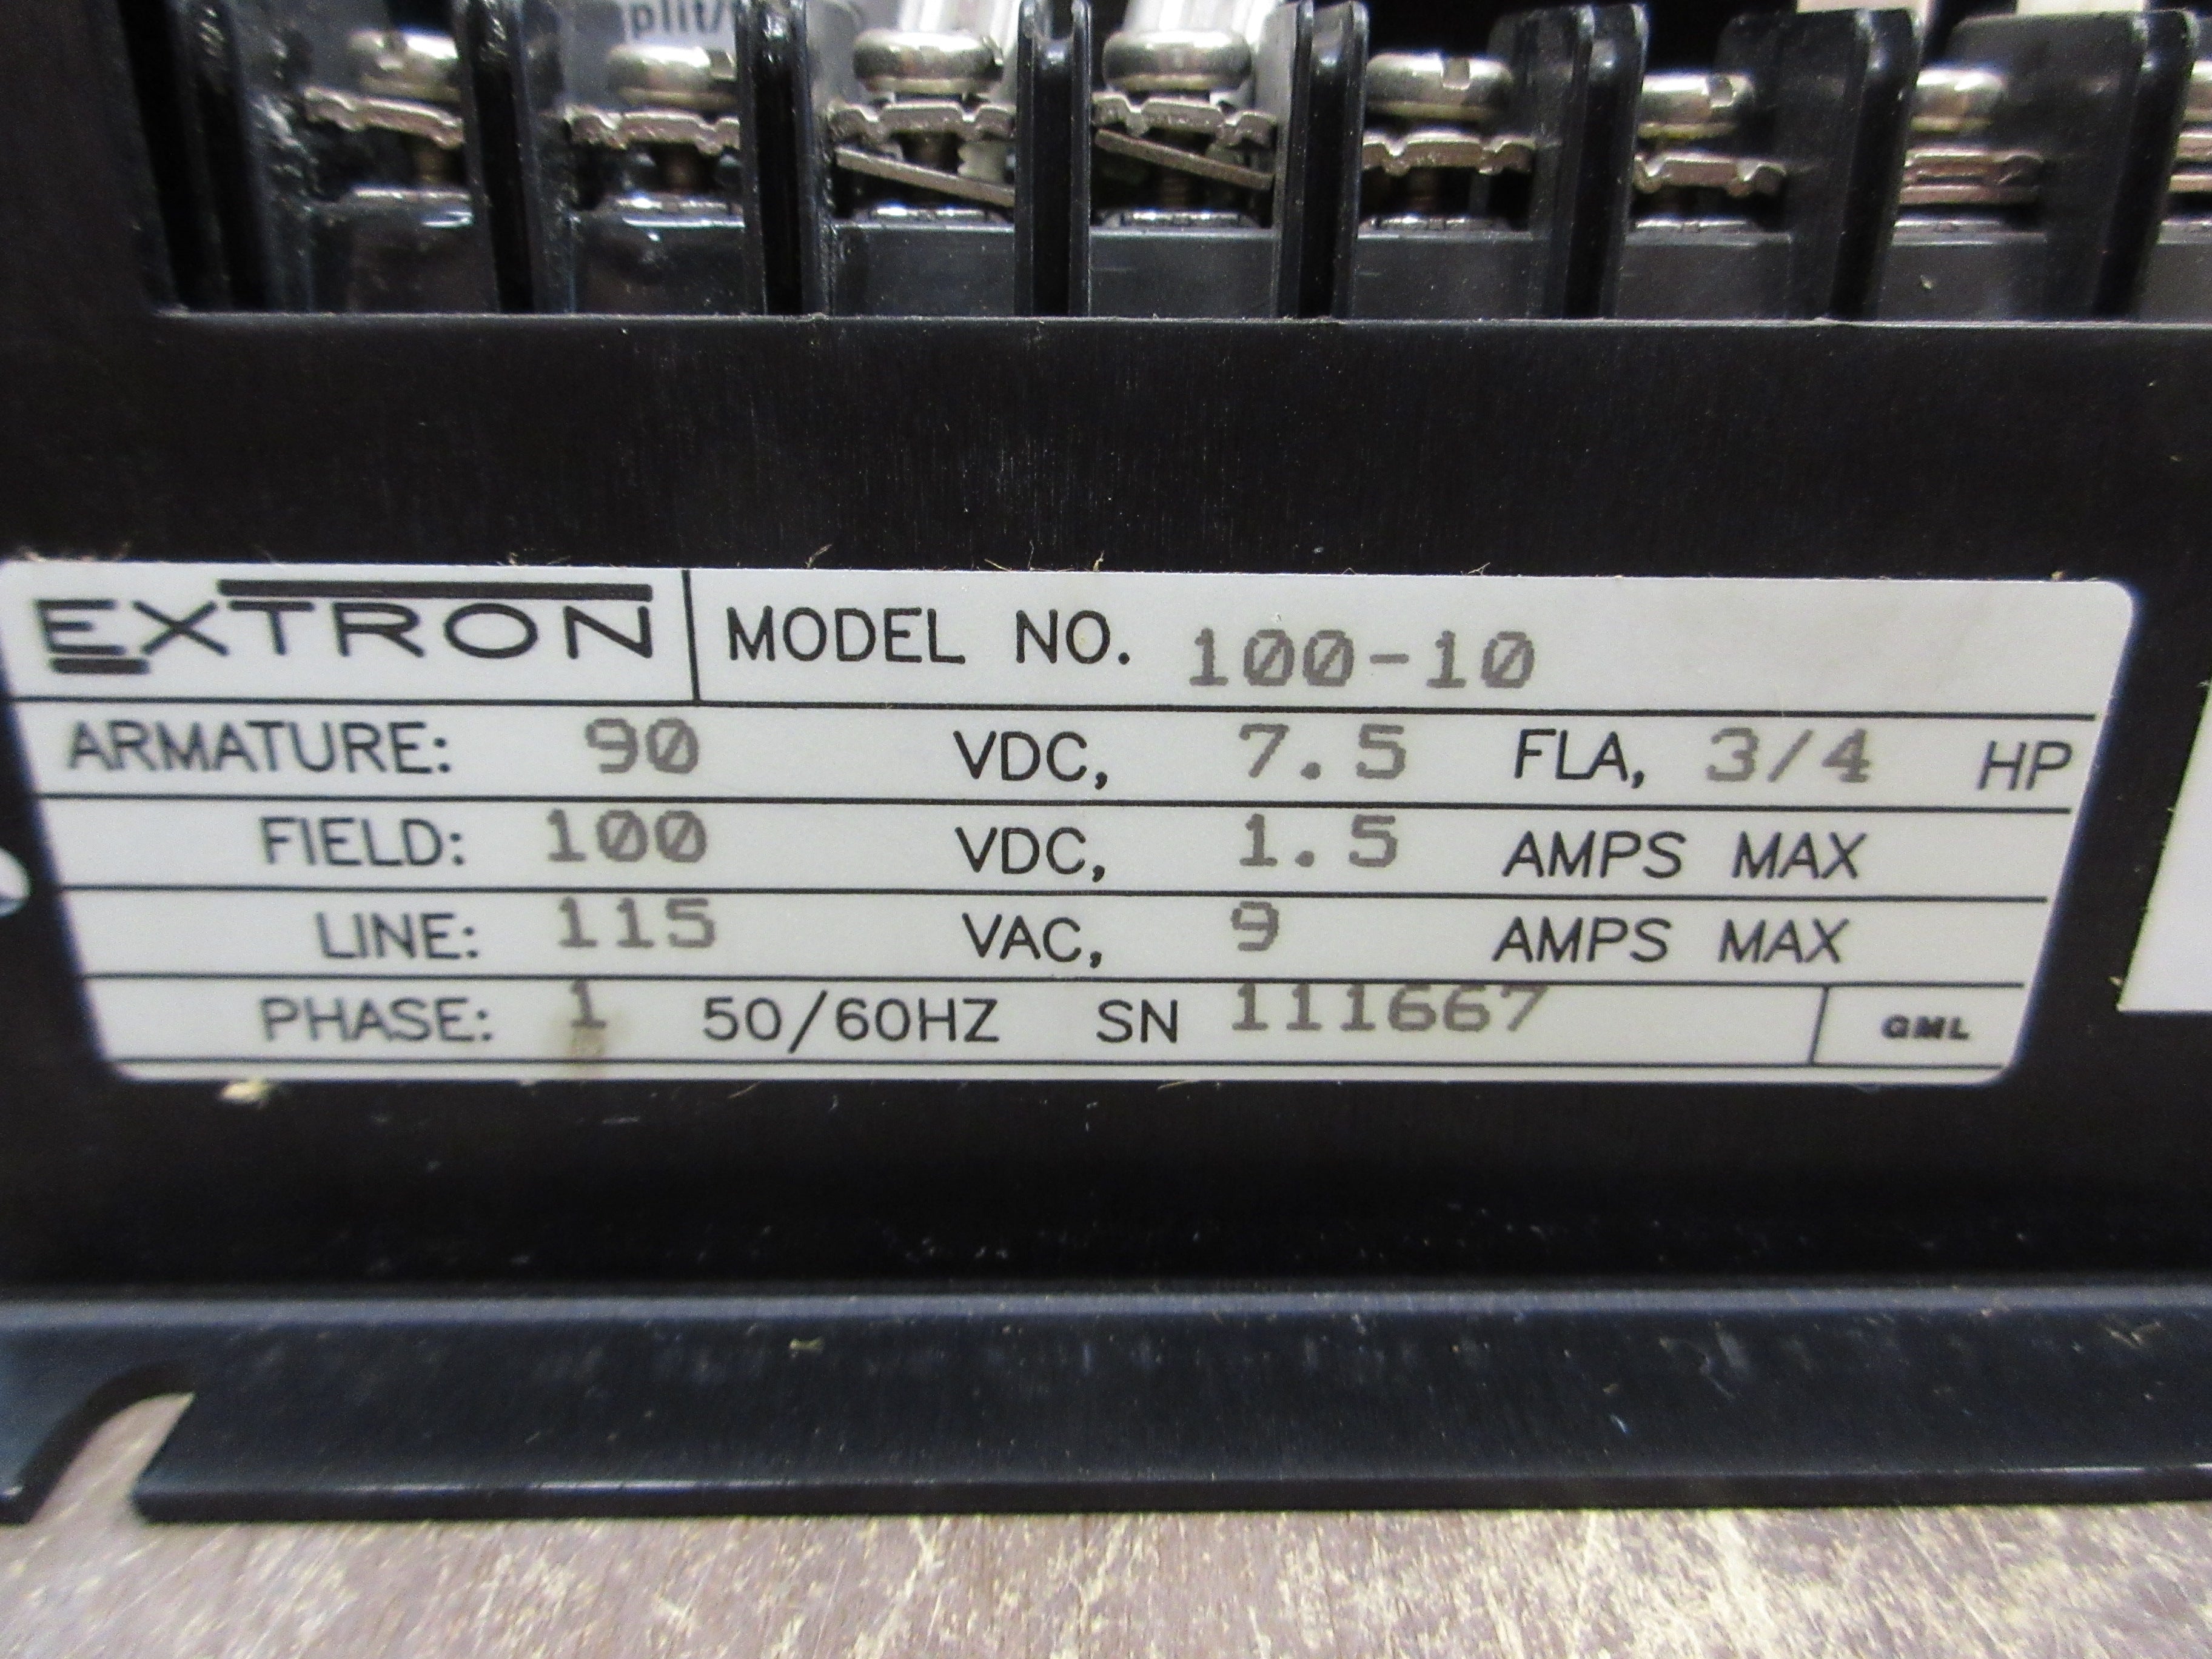 plit/
EXTRON MODEL NO. 100-10
ARMATURE: 90 VDC, 7.5 FLA, 3/4 HP
FIELD: 100 VDC, 1.5 AMPS MAX
LINE: 115 VAC, 9 AMPS MAX
PHASE: 1 50/60HZ SN 111667 GML